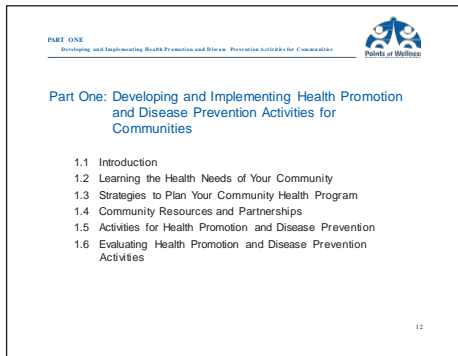 PART ONE
Developing and Implementing Health Promotion and Disease Prevention Activities for Communities
Points of Wellness
Part One: Developing and Implementing Health Promotion
and Disease Prevention Activities for
Communities
1.1 Introduction
1.2 Learning the Health Needs of Your Community
1.3 Strategies to Plan Your Community Health Program
1.4 Community Resources and Partnerships
1.5 Activities for Health Promotion and Disease Prevention
1.6 Evaluating Health Promotion and Disease Prevention
Activities
12